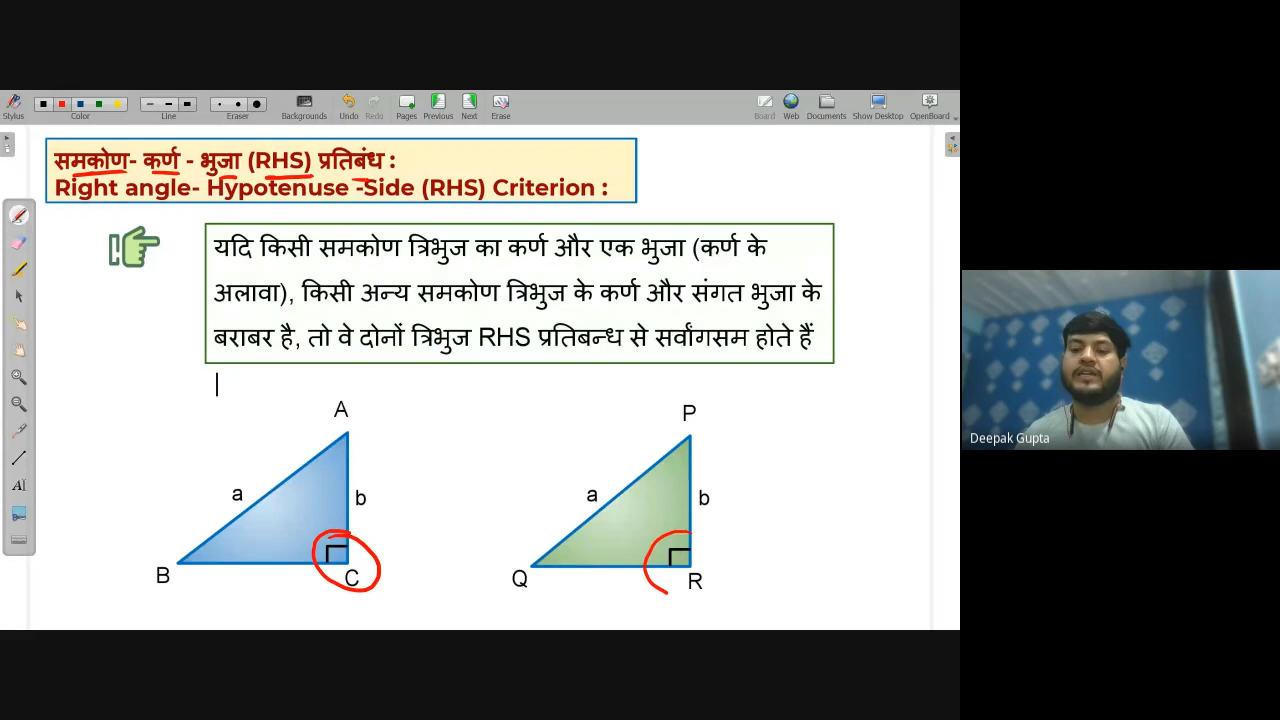 Stylus
Color
Line
Eraser
Backgrounds
Undo
Redo
Pages
Previous
Next
Erase
Board
Web
Documents
Show Desktop
OpenBoard
समकोण- कर्ण - भुजा (RHS) प्रतिबंध :
Right angle- Hypotenuse -Side (RHS) Criterion :
यदि किसी समकोण त्रिभुज का कर्ण और एक भुजा (कर्ण के
अलावा), किसी अन्य समकोण त्रिभुज के कर्ण और संगत भुजा के
बराबर है, तो वे दोनों त्रिभुज RHS प्रतिबन्ध से सर्वांगसम होते हैं
|
A
a
b
B
C
P
a
b
Q
R
Deepak Gupta